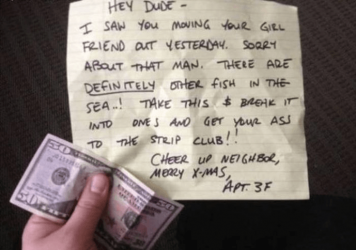 HEY DUDE -
I SAW YOU MOVING YOUR GIRL
FRIEND OUT YESTERDAY. SORRY
ABOUT THAT MAN. THERE ARE
DEFINITELY OTHER FISH IN THE
SEA..! TAKE THIS $ BREAK IT
INTO ONES AND GET YOUR ASS
TO THE STRIP CLUB!!
CHEER UP NEIGHBOR,
MERRY X-MAS,
APT. 3F
50